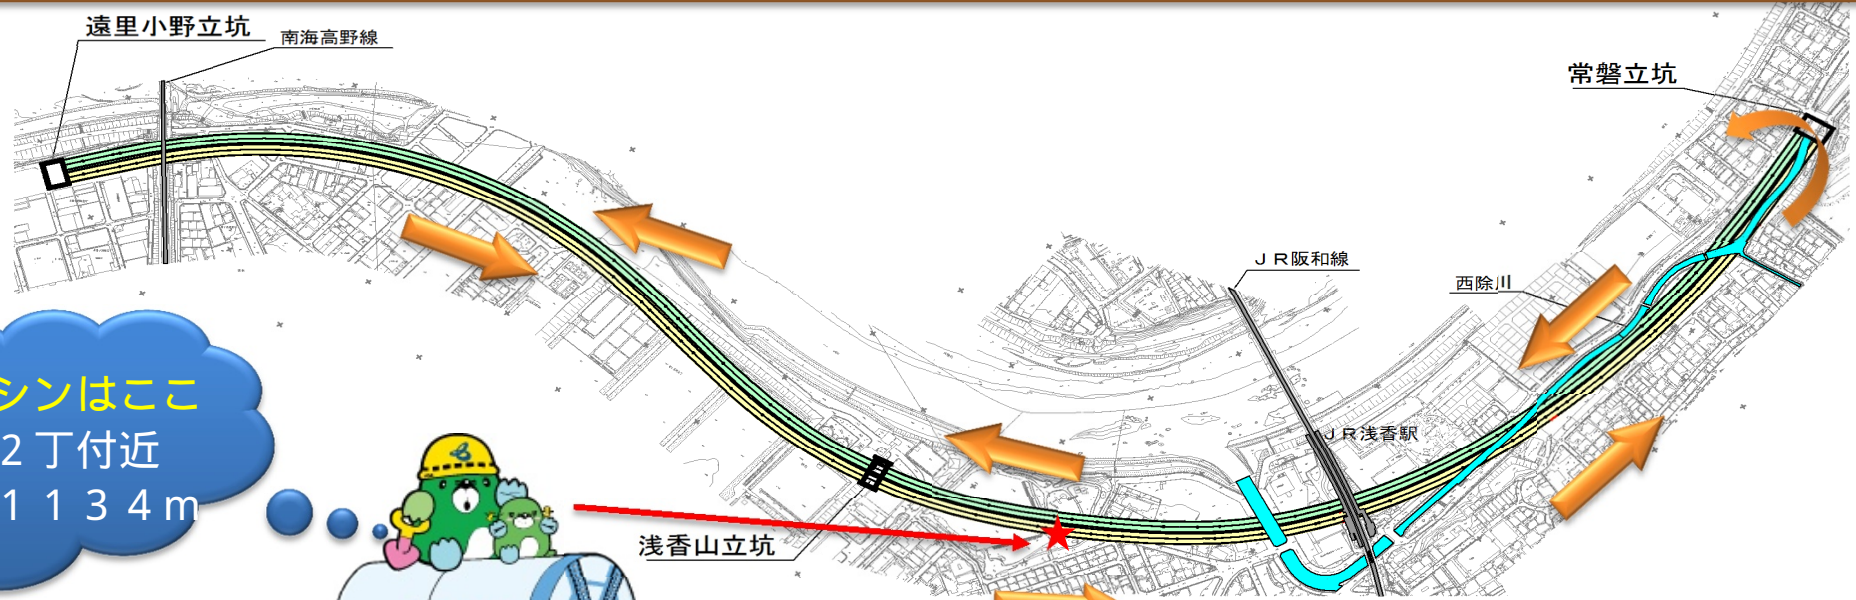 遠里小野立坑
南海高野線
常磐立坑
JR阪和線
西除川
JR浅香駅
浅香山立坑
シンはここ
2丁付近
1134m